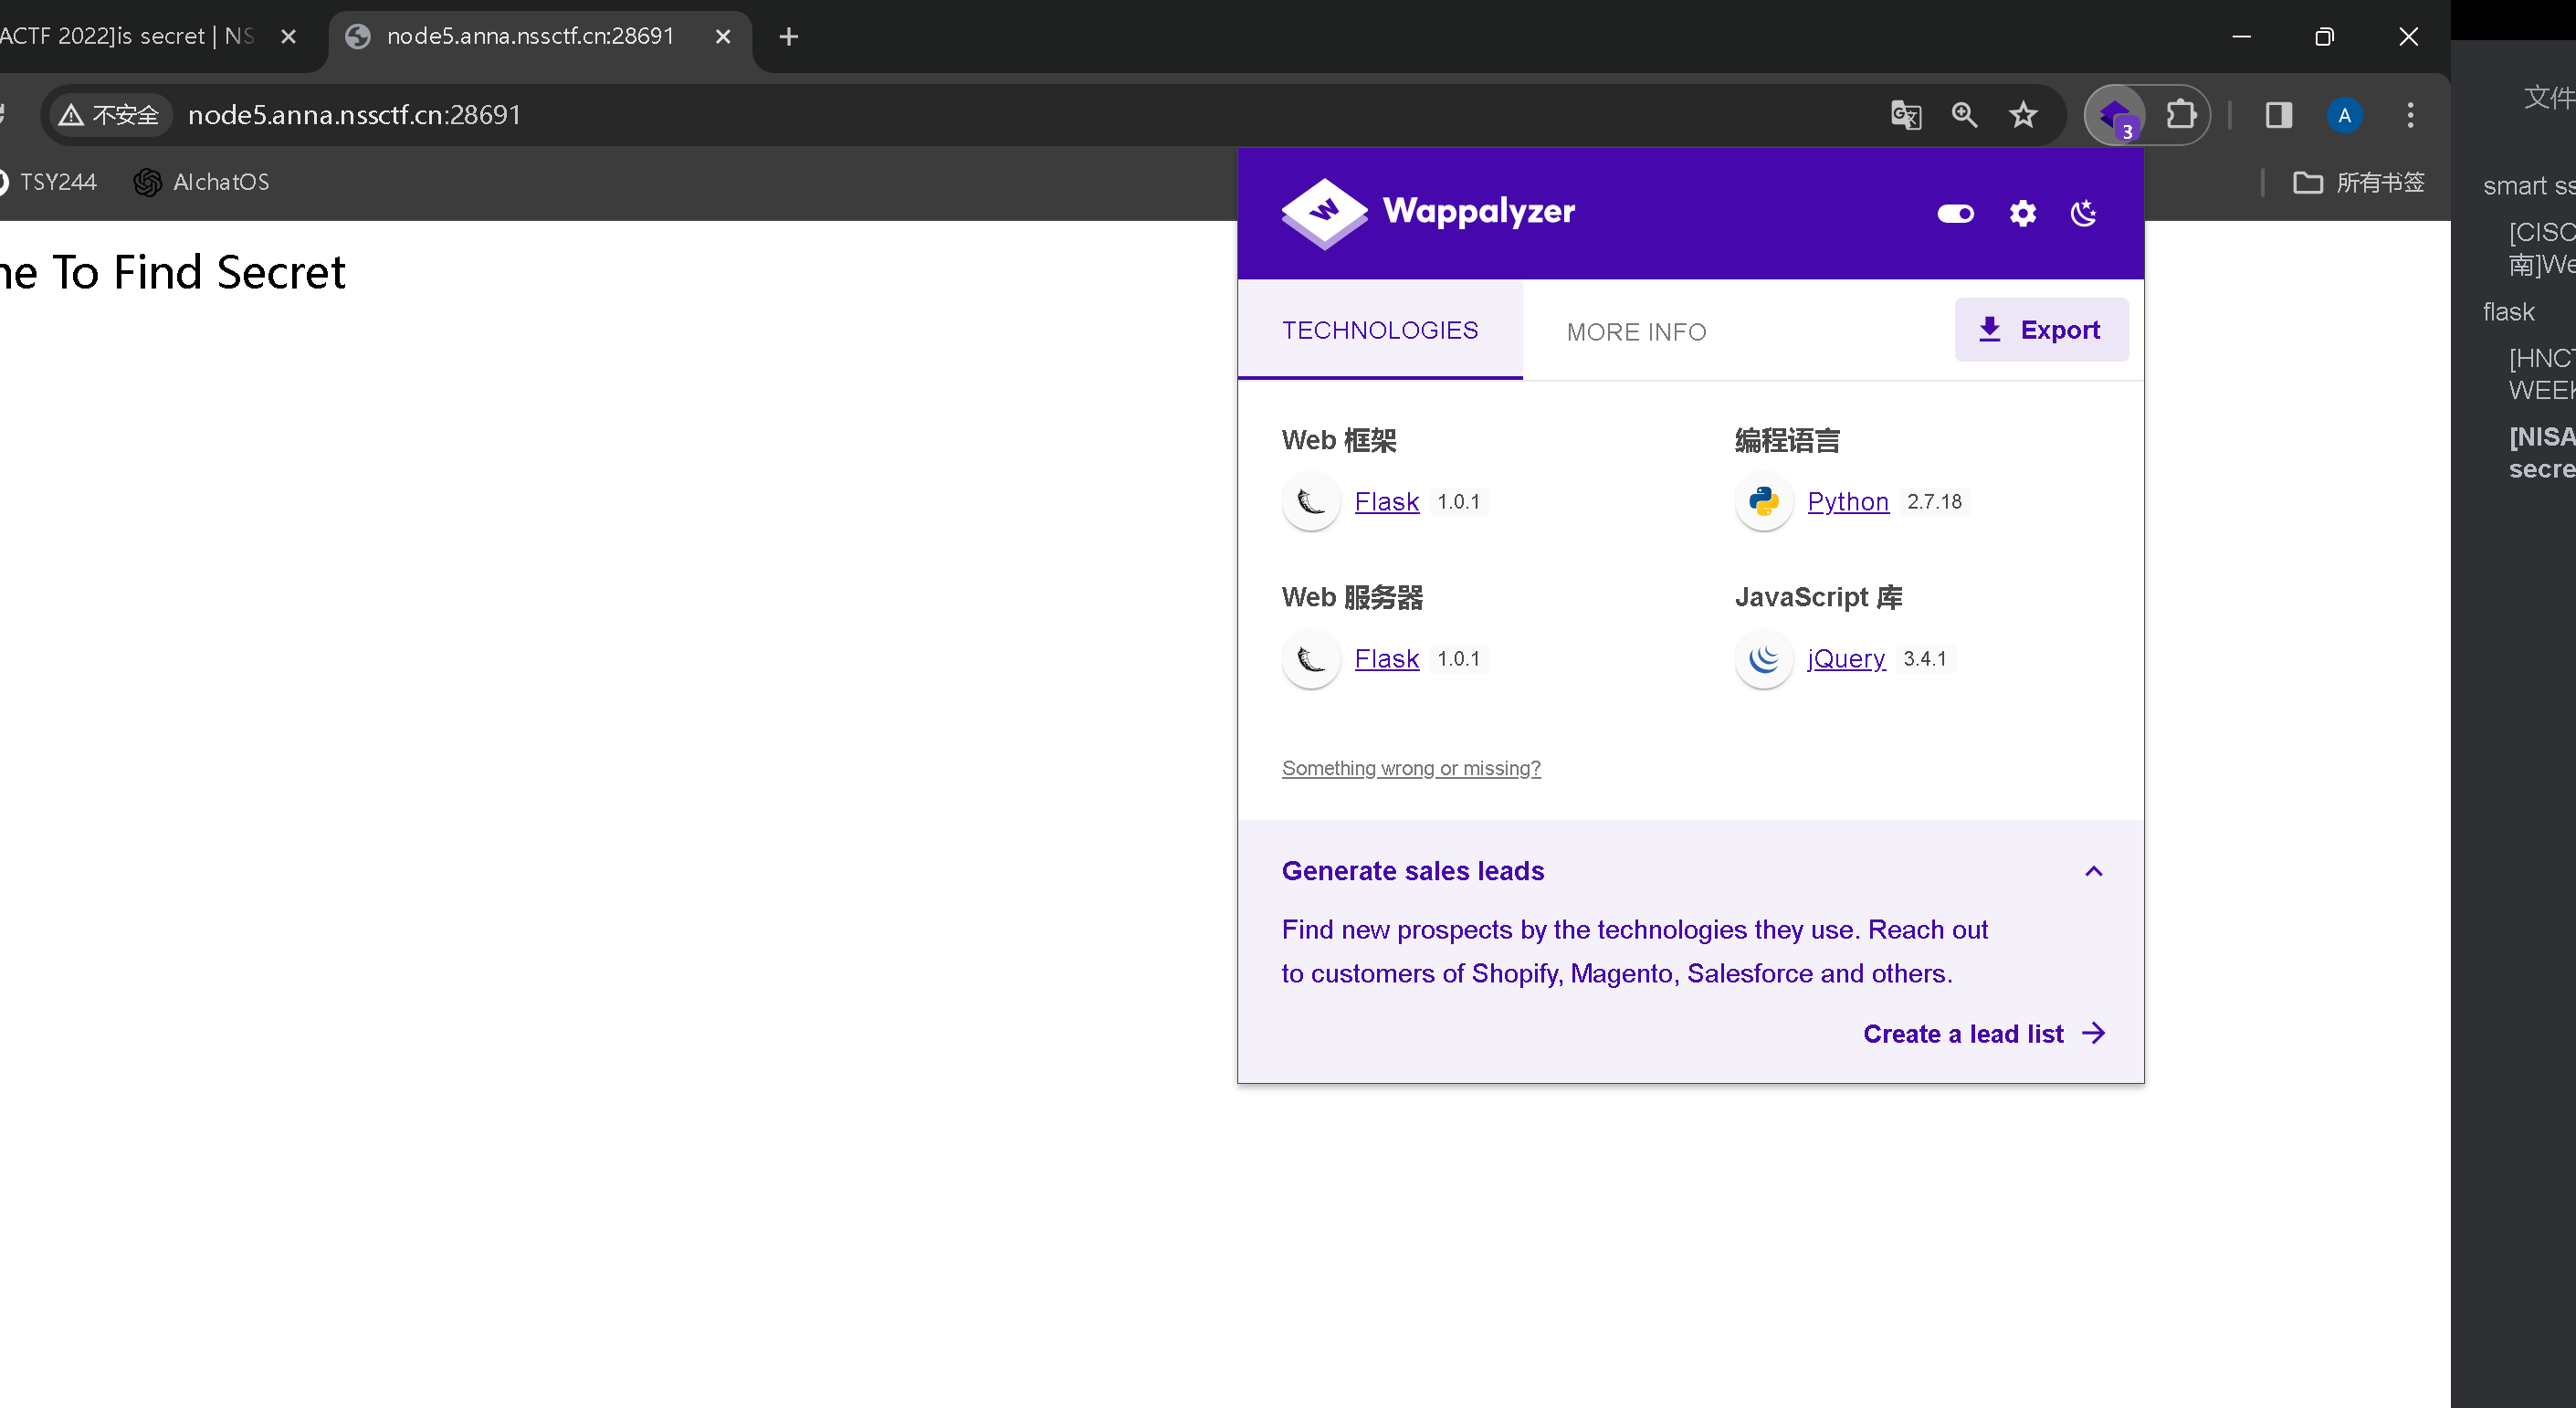 ACTF 2022]is secret | NS
node5.anna.nssctf.cn:28691
不安全
node5.anna.nssctf.cn:28691
3
A
TSY244
AIchatOS
所有书签
ne To Find Secret
Wappalyzer
TECHNOLOGIES
MORE INFO
Export
Web 框架
Flask 1.0.1
编程语言
Python 2.7.18
Web 服务器
Flask 1.0.1
JavaScript 库
jQuery 3.4.1
Something wrong or missing?
Generate sales leads
Find new prospects by the technologies they use. Reach out
to customers of Shopify, Magento, Salesforce and others.
Create a lead list
文件
smart ss
[CISC
南]We
flask
[HNCT
WEEK
[NISA
secre